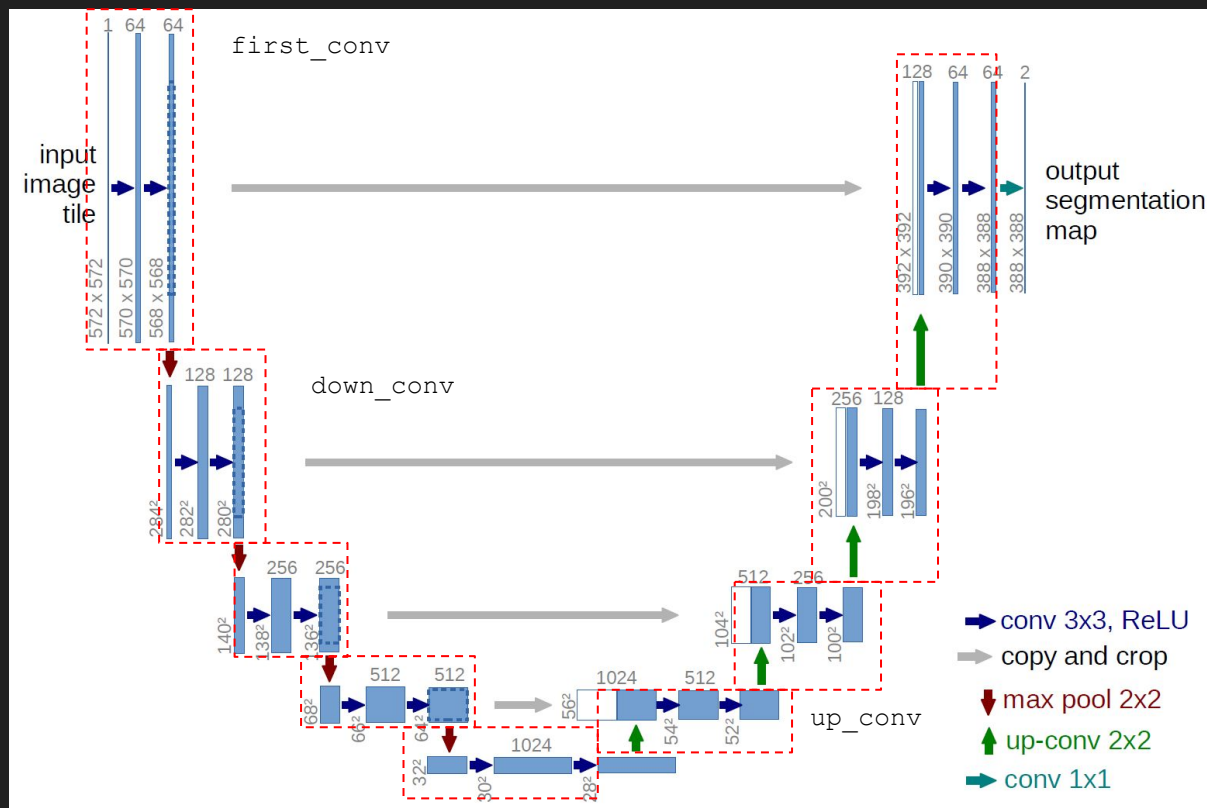 1 64 64
first_conv
input
image
tile
572 x 572
570 x 570
568 x 568
128 64 64 2
392 x 392
390 x 390
388 x 388
388 x 388
output
segmentation
map
128 128
down_conv
284²
282²
280²
256 128
200²
198²
196²
256 256
140²
138²
136²
512 256
104²
102²
100²
512 512
68²
66²
64²
1024 512
56²
54²
52²
up_conv
1024
32²
30²
28²
conv 3x3, ReLU
copy and crop
max pool 2x2
up-conv 2x2
conv 1x1